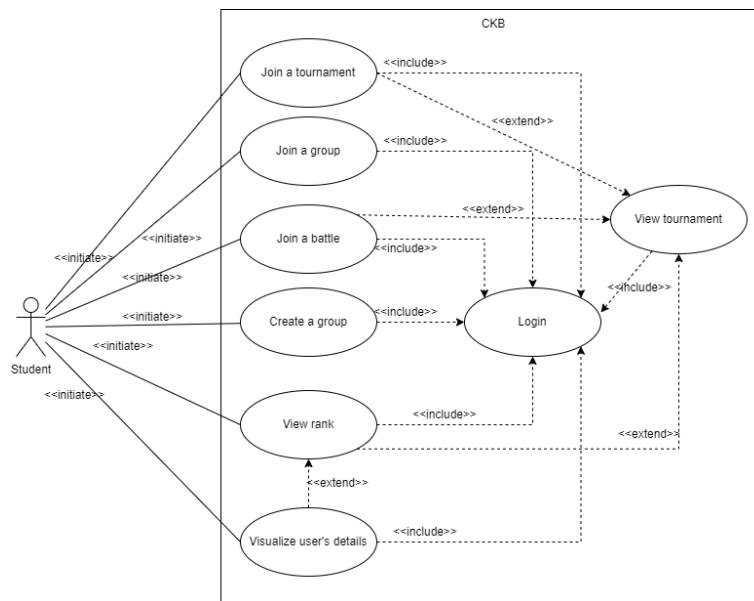 CKB
Join a tournament
<<include>>
<<extend>>
Join a group
<<include>>
View tournament
<<extend>>
Join a battle
<<include>>
<<initiate>>
<<initiate>>
<<initiate>>
<<include>>
Create a group
<<initiate>>
<<include>>
Login
Student
<<initiate>>
<<initiate>>
View rank
<<include>>
<<extend>>
<<extend>>
Visualize user's details
<<include>>